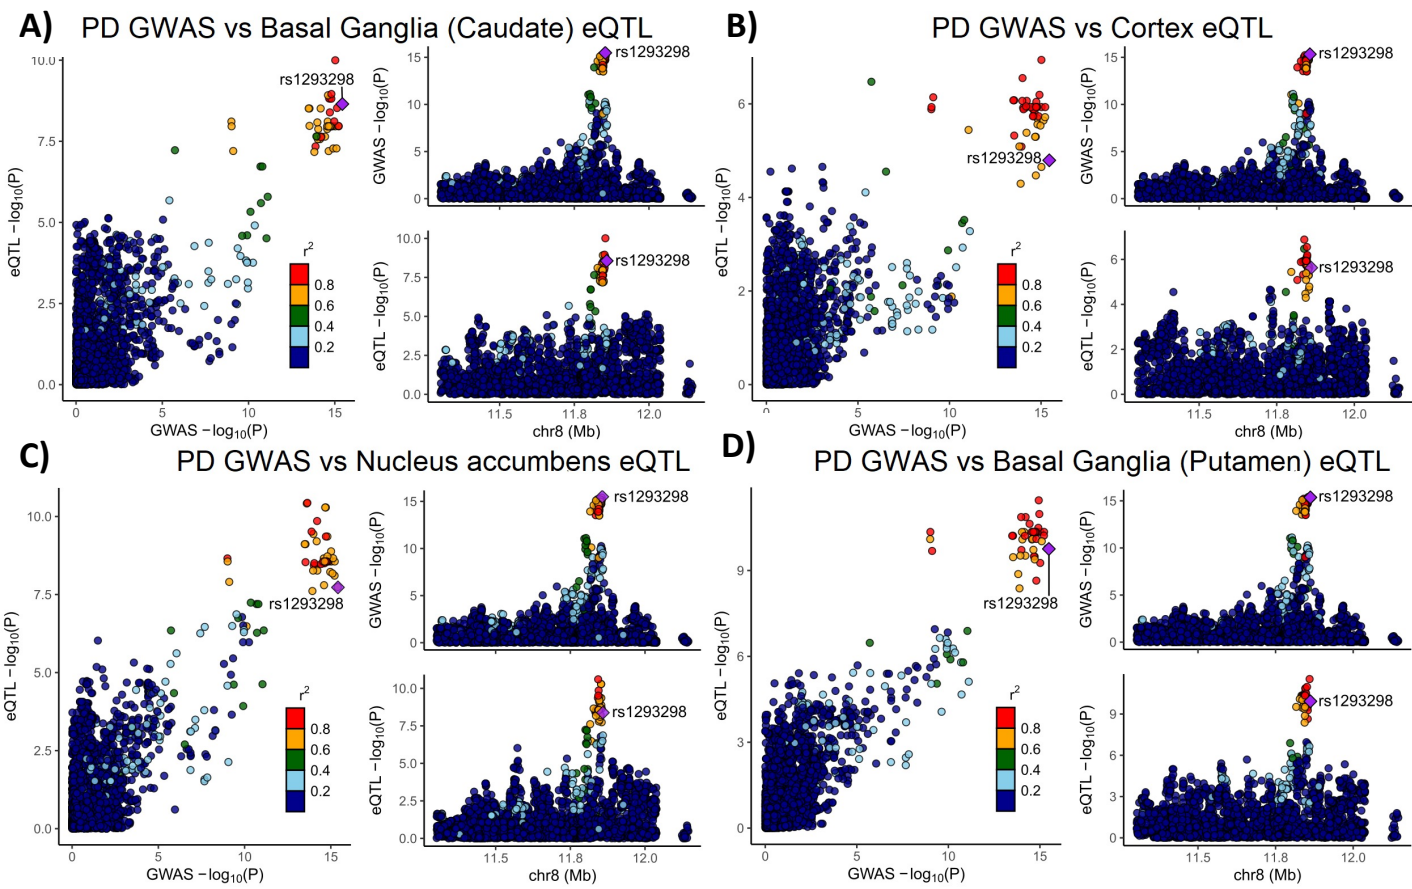 A) PD GWAS vs Basal Ganglia (Caudate) eQTL
eQTL −log10(P)
10.0
7.5
5.0
2.5
0.0
rs1293298
r2
0.8
0.6
0.4
0.2
0 5 10 15
GWAS −log10(P)
GWAS −log10(P)
15
10
5
0
rs1293298
eQTL −log10(P)
10.0
7.5
5.0
2.5
0.0
rs1293298
11.5 11.8 12.0
chr8 (Mb)
B) PD GWAS vs Cortex eQTL
eQTL −log10(P)
6
4
2
0
rs1293298
r2
0.8
0.6
0.4
0.2
0 5 10 15
GWAS −log10(P)
GWAS −log10(P)
15
10
5
0
rs1293298
eQTL −log10(P)
6
4
2
0
rs1293298
11.5 11.8 12.0
chr8 (Mb)
C) PD GWAS vs Nucleus accumbens eQTL
eQTL −log10(P)
10.0
7.5
5.0
2.5
0.0
rs1293298
r2
0.8
0.6
0.4
0.2
0 5 10 15
GWAS −log10(P)
GWAS −log10(P)
15
10
5
0
rs1293298
eQTL −log10(P)
10.0
7.5
5.0
2.5
0.0
rs1293298
11.5 11.8 12.0
chr8 (Mb)
D) PD GWAS vs Basal Ganglia (Putamen) eQTL
eQTL −log10(P)
9
6
3
0
rs1293298
r2
0.8
0.6
0.4
0.2
0 5 10 15
GWAS −log10(P)
GWAS −log10(P)
15
10
5
0
rs1293298
eQTL −log10(P)
9
6
3
0
rs1293298
11.5 11.8 12.0
chr8 (Mb)